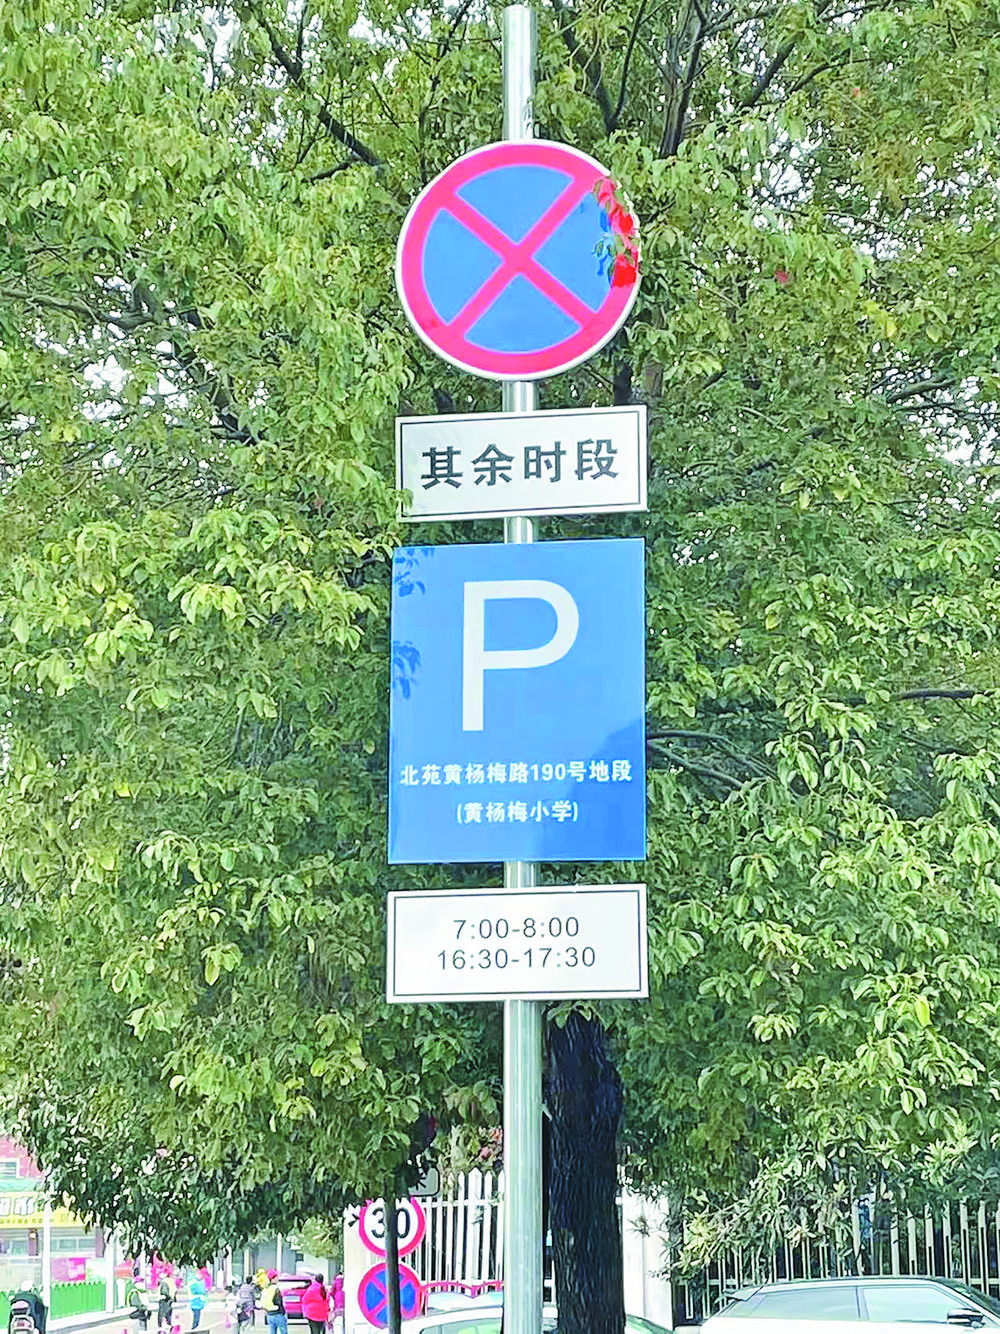 其余时段
P
北苑黄杨梅路190号地段
(黄杨梅小学)
7:00-8:00
16:30-17:30
30